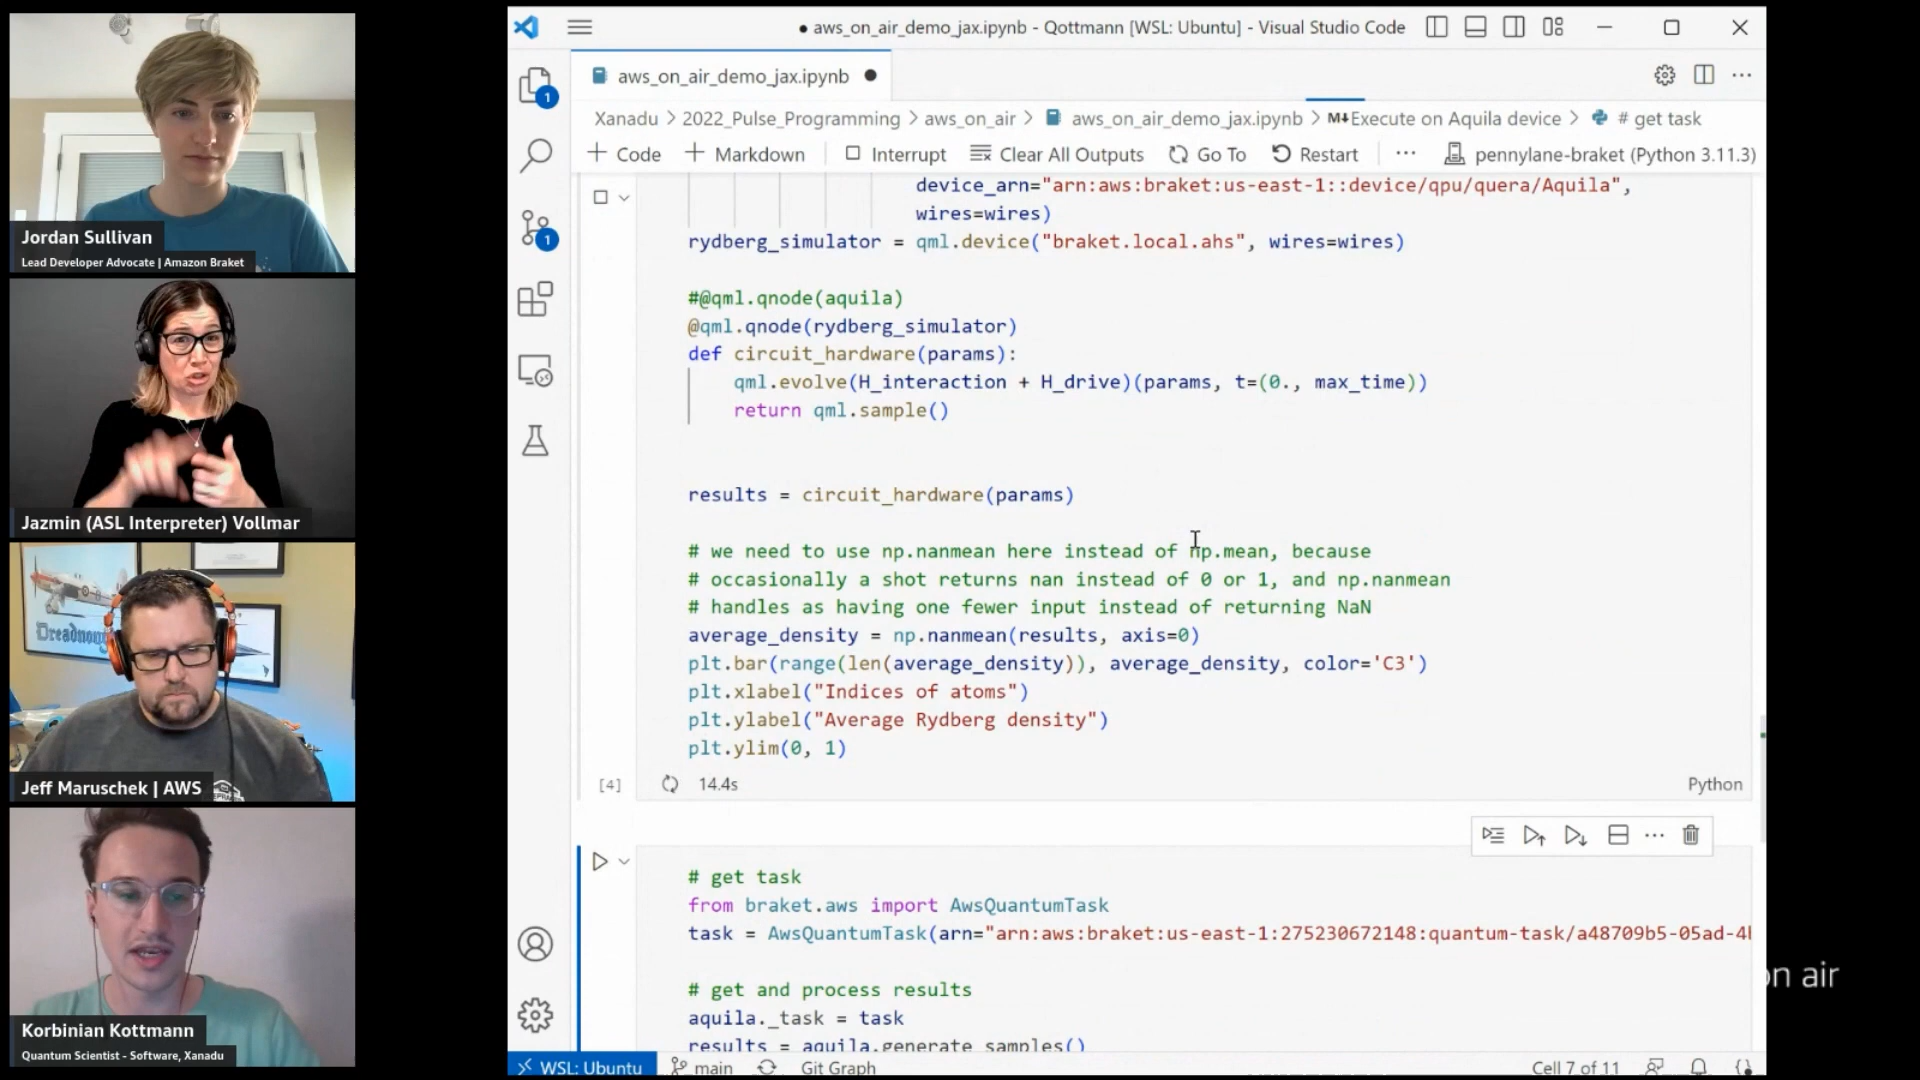 Jordan Sullivan
Lead Developer Advocate | Amazon Braket
Jazmin (ASL Interpreter) Vollmar
Dreadnoug
Jeff Maruschek | AWS
Korbinian Kottmann
Quantum Scientist - Software, Xanadu
● aws_on_air_demo_jax.ipynb - Qottmann [WSL: Ubuntu] - Visual Studio Code
aws_on_air_demo_jax.ipynb ●
Xanadu > 2022_Pulse_Programming > aws_on_air > aws_on_air_demo_jax.ipynb > M↓Execute on Aquila device > # get task
+ Code + Markdown Interrupt Clear All Outputs Go To Restart ··· pennylane-braket (Python 3.11.3)
1
1
device_arn="arn:aws:braket:us-east-1::device/qpu/quera/Aquila",
wires=wires)
rydberg_simulator = qml.device("braket.local.ahs", wires=wires)
#@qml.qnode(aquila)
@qml.qnode(rydberg_simulator)
def circuit_hardware(params):
qml.evolve(H_interaction + H_drive)(params, t=(0., max_time))
return qml.sample()
results = circuit_hardware(params)
# we need to use np.nanmean here instead of np.mean, because
# occasionally a shot returns nan instead of 0 or 1, and np.nanmean
# handles as having one fewer input instead of returning NaN
average_density = np.nanmean(results, axis=0)
plt.bar(range(len(average_density)), average_density, color='C3')
plt.xlabel("Indices of atoms")
plt.ylabel("Average Rydberg density")
plt.ylim(0, 1)
[4] 14.4s Python
# get task
from braket.aws import AwsQuantumTask
task = AwsQuantumTask(arn="arn:aws:braket:us-east-1:275230672148:quantum-task/a48709b5-05ad-4
# get and process results
aquila._task = task
results = aquila.generate_samples()
WSL: Ubuntu main Git Graph Cell 7 of 11
on air